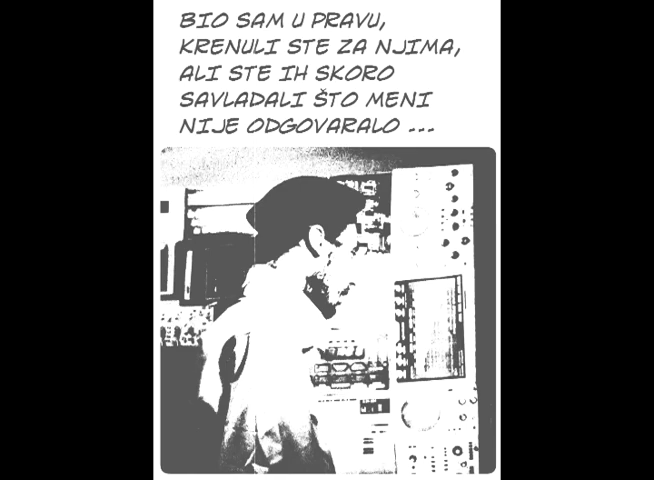 BIO SAM U PRAVU,
KRENULI STE ZA NJIMA,
ALI STE IH SKORO
SAVLADALI ŠTO MENI
NIJE ODGOVARALO ...